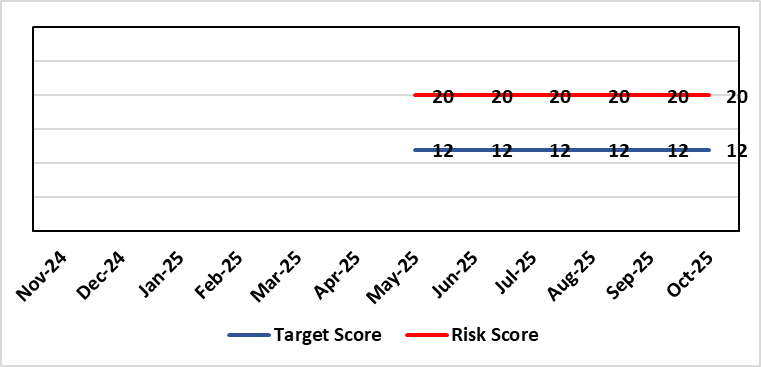 20 20 20 20 20 20
12 12 12 12 12 12
Nov-24 Dec-24 Jan-25 Feb-25 Mar-25 Apr-25 May-25 Jun-25 Jul-25 Aug-25 Sep-25 Oct-25
Target Score Risk Score